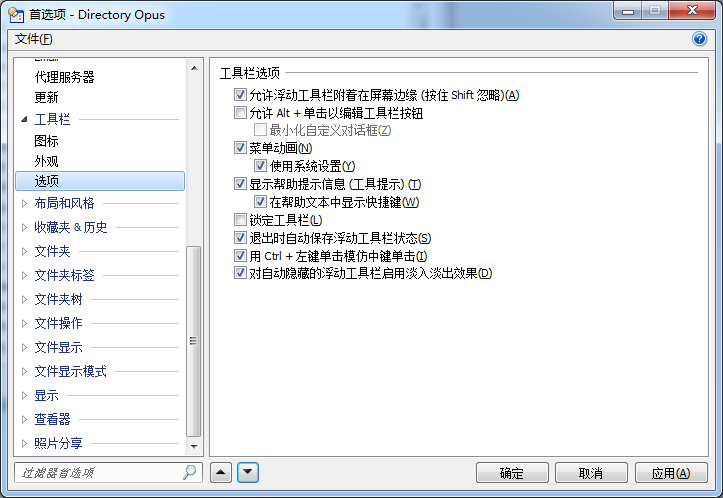 首选项 - Directory Opus
文件(F)
Email
代理服务器
更新
工具栏
图标
外观
选项
布局和风格
收藏夹 & 历史
文件夹
文件夹标签
文件夹树
文件操作
文件显示
文件显示模式
显示
查看器
照片分享
过滤器首选项
工具栏选项
允许浮动工具栏附着在屏幕边缘 (按住 Shift 忽略)(A)
允许 Alt + 单击以编辑工具栏按钮
最小化自定义对话框(Z)
菜单动画(N)
使用系统设置(Y)
显示帮助提示信息 (工具提示) (T)
在帮助文本中显示快捷键(W)
锁定工具栏(L)
退出时自动保存浮动工具栏状态(S)
用 Ctrl + 左键单击模仿中键单击(I)
对自动隐藏的浮动工具栏启用淡入淡出效果(D)
确定
取消
应用(A)